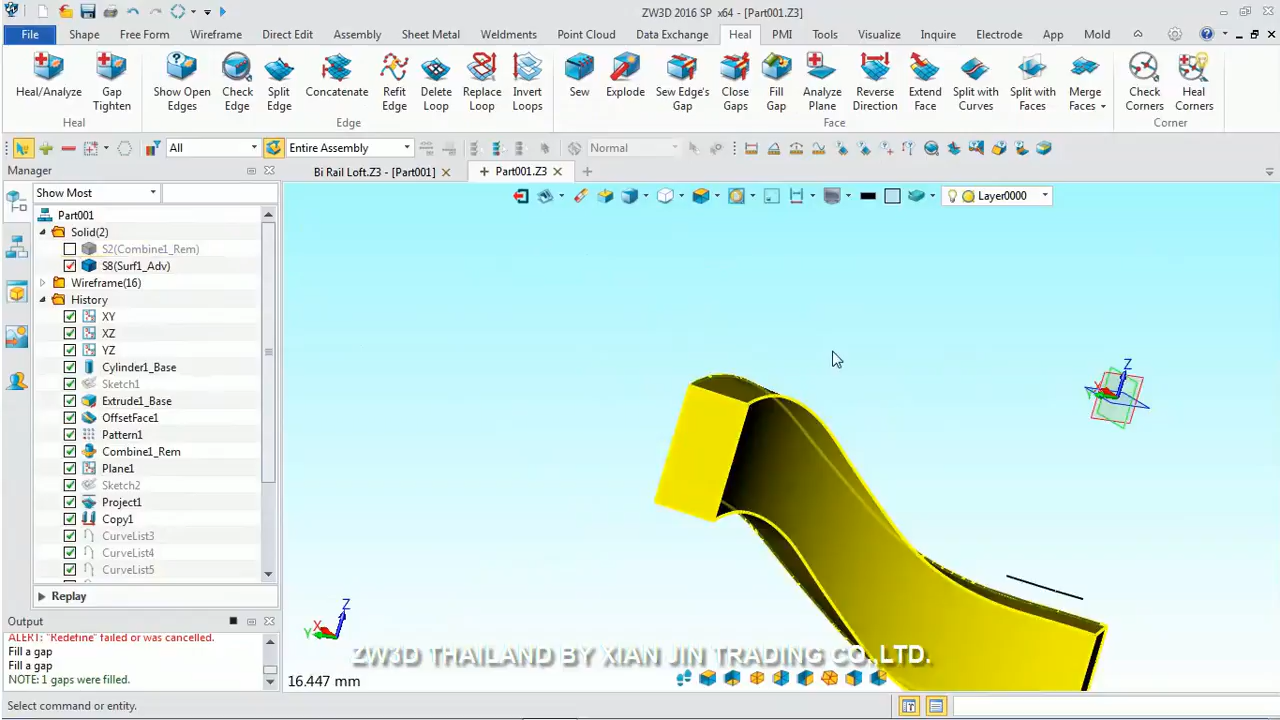 ZW3D 2016 SP x64 - [Part001.Z3]
File Shape Free Form Wireframe Direct Edit Assembly Sheet Metal Weldments Point Cloud Data Exchange Heal PMI Tools Visualize Inquire Electrode App Mold
Heal/Analyze Gap Tighten Show Open Edges Check Edge Split Edge Concatenate Refit Edge Delete Loop Replace Loop Invert Loops Sew Explode Sew Edge's Gap Close Gaps Fill Gap Analyze Plane Reverse Direction Extend Face Split with Curves Split with Faces Merge Faces Check Corners Heal Corners
Heal Edge Face Corner
All Entire Assembly Normal
Manager Bi Rail Loft.Z3 - [Part001] Part001.Z3
Show Most Layer0000
Part001
Solid(2)
S2(Combine1_Rem)
S8(Surf1_Adv)
Wireframe(16)
History
XY
XZ
YZ
Cylinder1_Base
Sketch1
Extrude1_Base
OffsetFace1
Pattern1
Combine1_Rem
Plane1
Sketch2
Project1
Copy1
CurveList3
CurveList4
CurveList5
Replay
Output
ALERT: "Redefine" failed or was cancelled.
Fill a gap
Fill a gap
NOTE: 1 gaps were filled.
Z
X
Y
Z
X
Y
ZW3D THAILAND BY XIAN JIN TRADING CO.,LTD.
16.447 mm
Select command or entity.